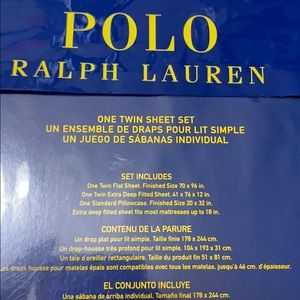 POLO
RALPH LAUREN
ONE TWIN SHEET SET
UN ENSEMBLE DE DRAPS POUR LIT SIMPLE
UN JUEGO DE SÁBANAS INDIVIDUAL
SET INCLUDES
One Twin Flat Sheet. Finished Size 70 x 96 in.
One Twin Extra Deep Fitted Sheet. 41 x 76 x 12 in.
One Standard Pillowcase. Finished Size 20 x 32 in.
Extra deep fitted sheet fits most mattresses up to 18 in.
CONTENU DE LA PARURE
Un drap plat pour lit simple. Taille finie 178 x 244 cm.
Un drap-housse très profond pour lit simple. 104 x 193 x 31 cm.
Un taie d'oreiller rectangulaire. Taille du produit fini 51 x 81 cm.
Les draps housse pour matelas épais sont compatibles avec tous les matelas, jusqu'à 46 cm. d'épaisseur.
EL CONJUNTO INCLUYE
Una sábana de arriba individual. Tamaño final 178 x 244 cm.